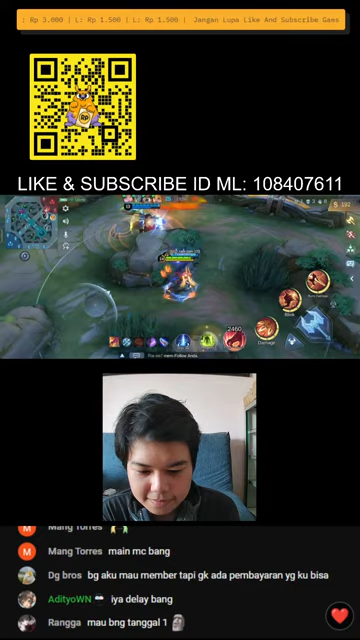 : Rp 3.000 | L: Rp 1.500 | L: Rp 1.500 | Jangan Lupa Like And Subscribe Gaes
RP
LIKE & SUBSCRIBE ID ML: 108407611
2460
Damage
Mang Torres
Mang Torres main mc bang
Dg bros bg aku mau member tapi gk ada pembayaran yg ku bisa
AdityoWN iya delay bang
Rangga mau bng tanggal 1